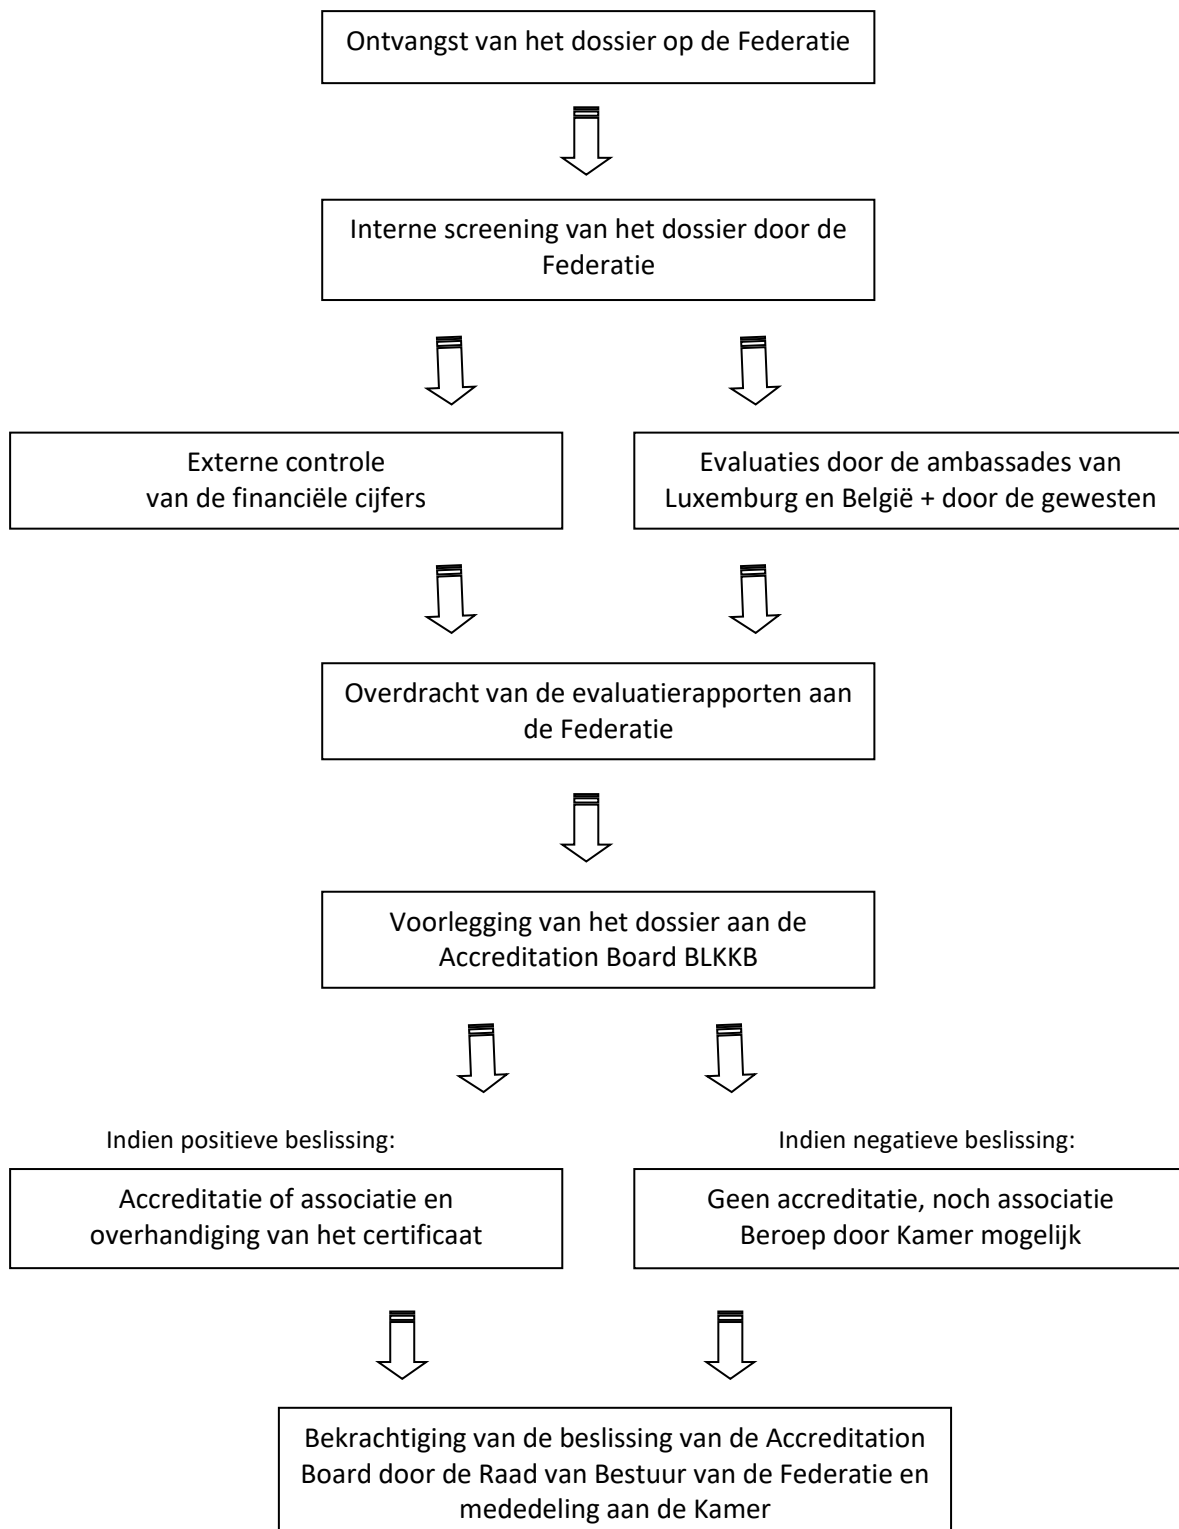 Ontvangst van het dossier op de Federatie
Interne screening van het dossier door de
Federatie
Externe controle
van de financiële cijfers
Evaluaties door de ambassades van
Luxemburg en België + door de gewesten
Overdracht van de evaluatierapporten aan
de Federatie
Voorlegging van het dossier aan de
Accreditation Board BLKKB
Indien positieve beslissing:
Accreditatie of associatie en
overhandiging van het certificaat
Indien negatieve beslissing:
Geen accreditatie, noch associatie
Beroep door Kamer mogelijk
Bekrachtiging van de beslissing van de Accreditation
Board door de Raad van Bestuur van de Federatie en
mededeling aan de Kamer